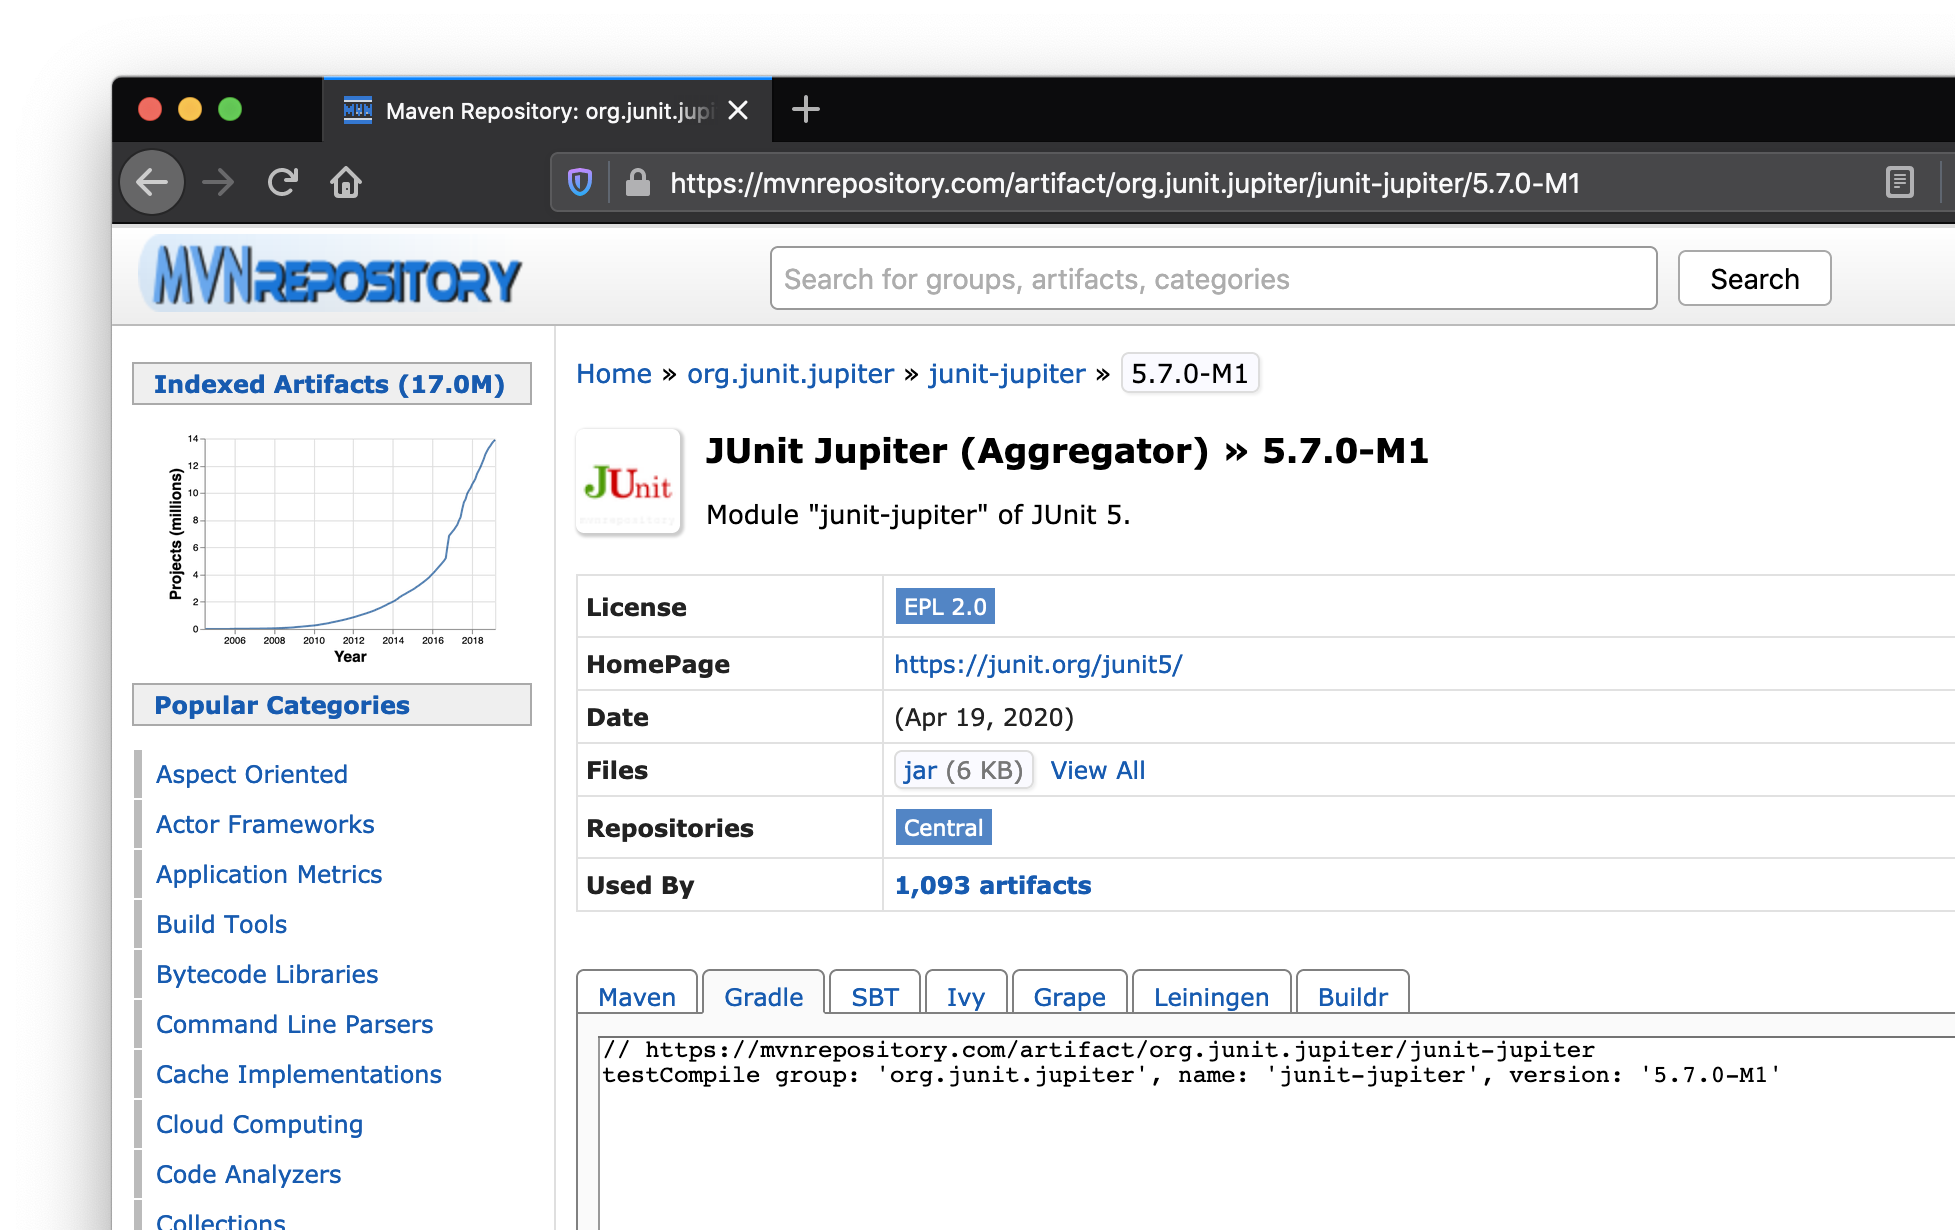 Maven Repository: org.junit.jupi
https://mvnrepository.com/artifact/org.junit.jupiter/junit-jupiter/5.7.0-M1
MVNREPOSITORY
Search for groups, artifacts, categories
Search
Indexed Artifacts (17.0M)
Projects (millions)
14
12
10
8
6
4
2
0
2006 2008 2010 2012 2014 2016 2018
Year
Popular Categories
Aspect Oriented
Actor Frameworks
Application Metrics
Build Tools
Bytecode Libraries
Command Line Parsers
Cache Implementations
Cloud Computing
Code Analyzers
Collections
Home » org.junit.jupiter » junit-jupiter » 5.7.0-M1
JUnit
mvnrepository
JUnit Jupiter (Aggregator) » 5.7.0-M1
Module "junit-jupiter" of JUnit 5.
License EPL 2.0
HomePage https://junit.org/junit5/
Date (Apr 19, 2020)
Files jar (6 KB) View All
Repositories Central
Used By 1,093 artifacts
Maven Gradle SBT Ivy Grape Leiningen Buildr
// https://mvnrepository.com/artifact/org.junit.jupiter/junit-jupiter
testCompile group: 'org.junit.jupiter', name: 'junit-jupiter', version: '5.7.0-M1'